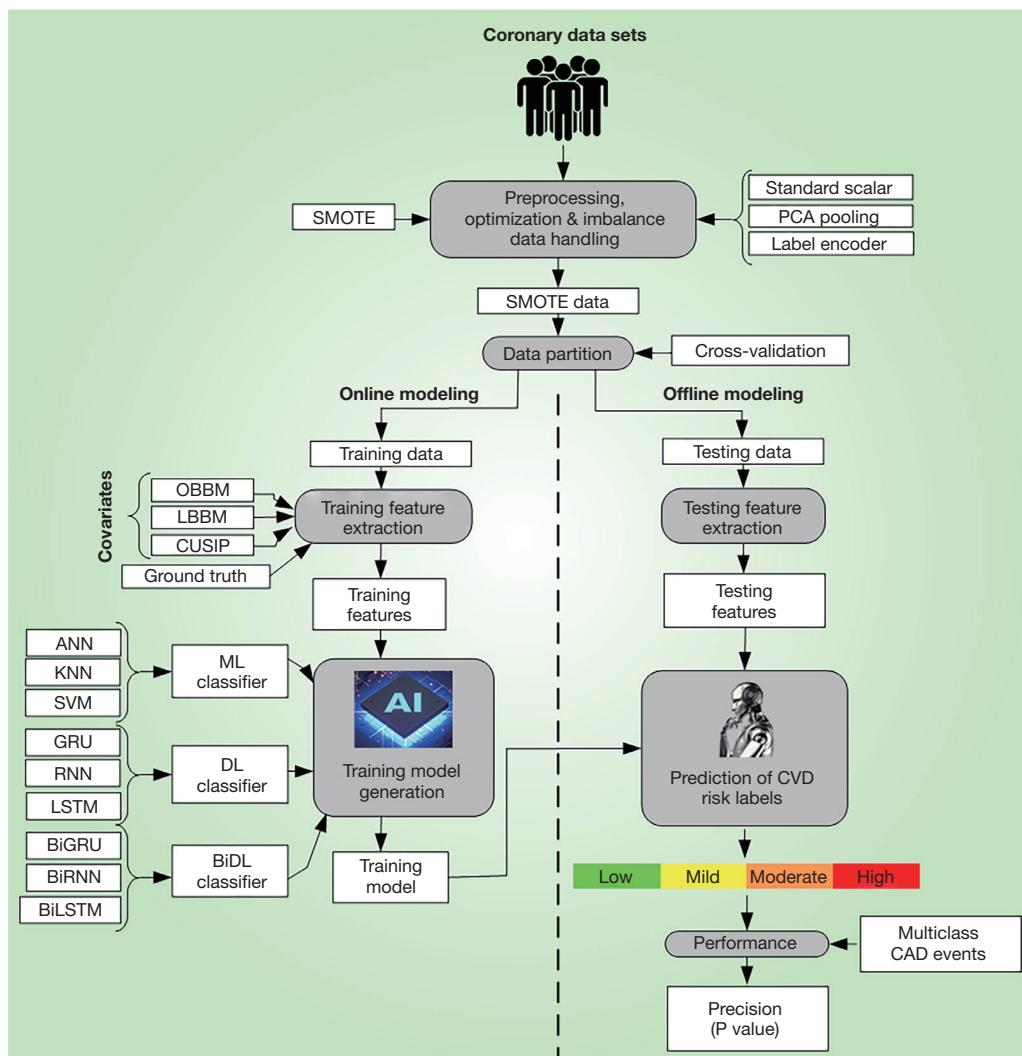 Coronary data sets
SMOTE
Preprocessing,
optimization & imbalance
data handling
Standard scalar
PCA pooling
Label encoder
SMOTE data
Data partition
Cross-validation
Online modeling
Offline modeling
Training data
Testing data
Covariates
OBBM
LBBM
CUSIP
Ground truth
Training feature
extraction
Testing feature
extraction
Training
features
Testing
features
ANN
KNN
SVM
ML
classifier
GRU
RNN
LSTM
DL
classifier
BiGRU
BiRNN
BiLSTM
BiDL
classifier
AI
Training model
generation
Prediction of CVD
risk labels
Training
model
Low
Mild
Moderate
High
Performance
Multiclass
CAD events
Precision
(P value)